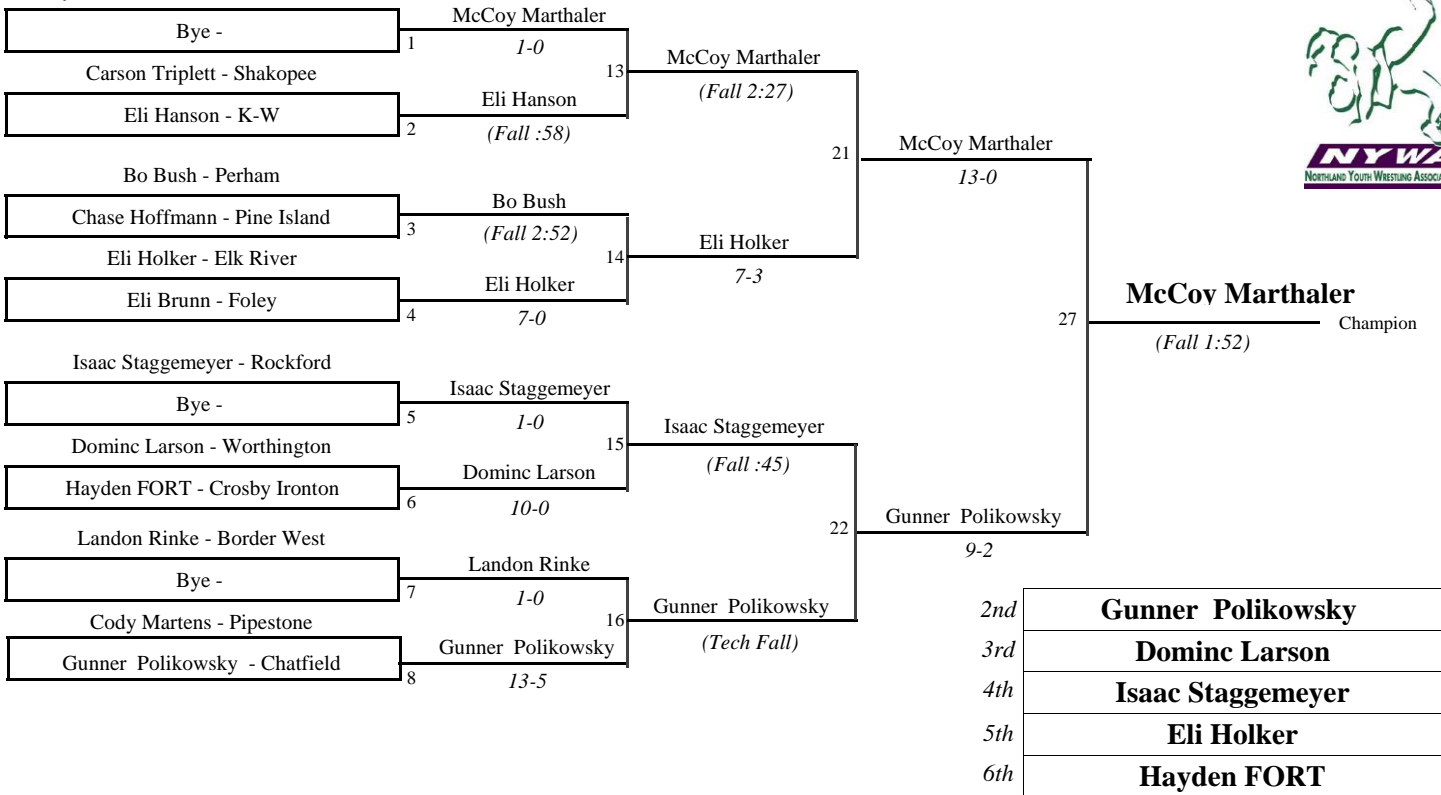 McCoy Marthaler
Bye -
1
1-0
Carson Triplett - Shakopee
13
McCoy Marthaler
(Fall 2:27)
Eli Hanson - K-W
2
Eli Hanson
(Fall :58)
21
McCoy Marthaler
13-0
Bo Bush - Perham
Chase Hoffmann - Pine Island
3
Bo Bush
(Fall 2:52)
Eli Holker - Elk River
14
Eli Holker
7-3
Eli Brunn - Foley
4
Eli Holker
7-0
27
McCoy Marthaler
Champion
(Fall 1:52)
Isaac Staggemeyer - Rockford
Bye -
5
Isaac Staggemeyer
1-0
Dominc Larson - Worthington
15
Isaac Staggemeyer
(Fall :45)
Hayden FORT - Crosby Ironton
6
Dominc Larson
10-0
22
Gunner Polikowsky
9-2
Landon Rinke - Border West
Bye -
7
Landon Rinke
1-0
Cody Martens - Pipestone
16
Gunner Polikowsky
(Tech Fall)
Gunner Polikowsky - Chatfield
8
Gunner Polikowsky
13-5
NYWA
NORTHLAND YOUTH WRESTLING
2nd Gunner Polikowsky
3rd Dominc Larson
4th Isaac Staggemeyer
5th Eli Holker
6th Hayden FORT